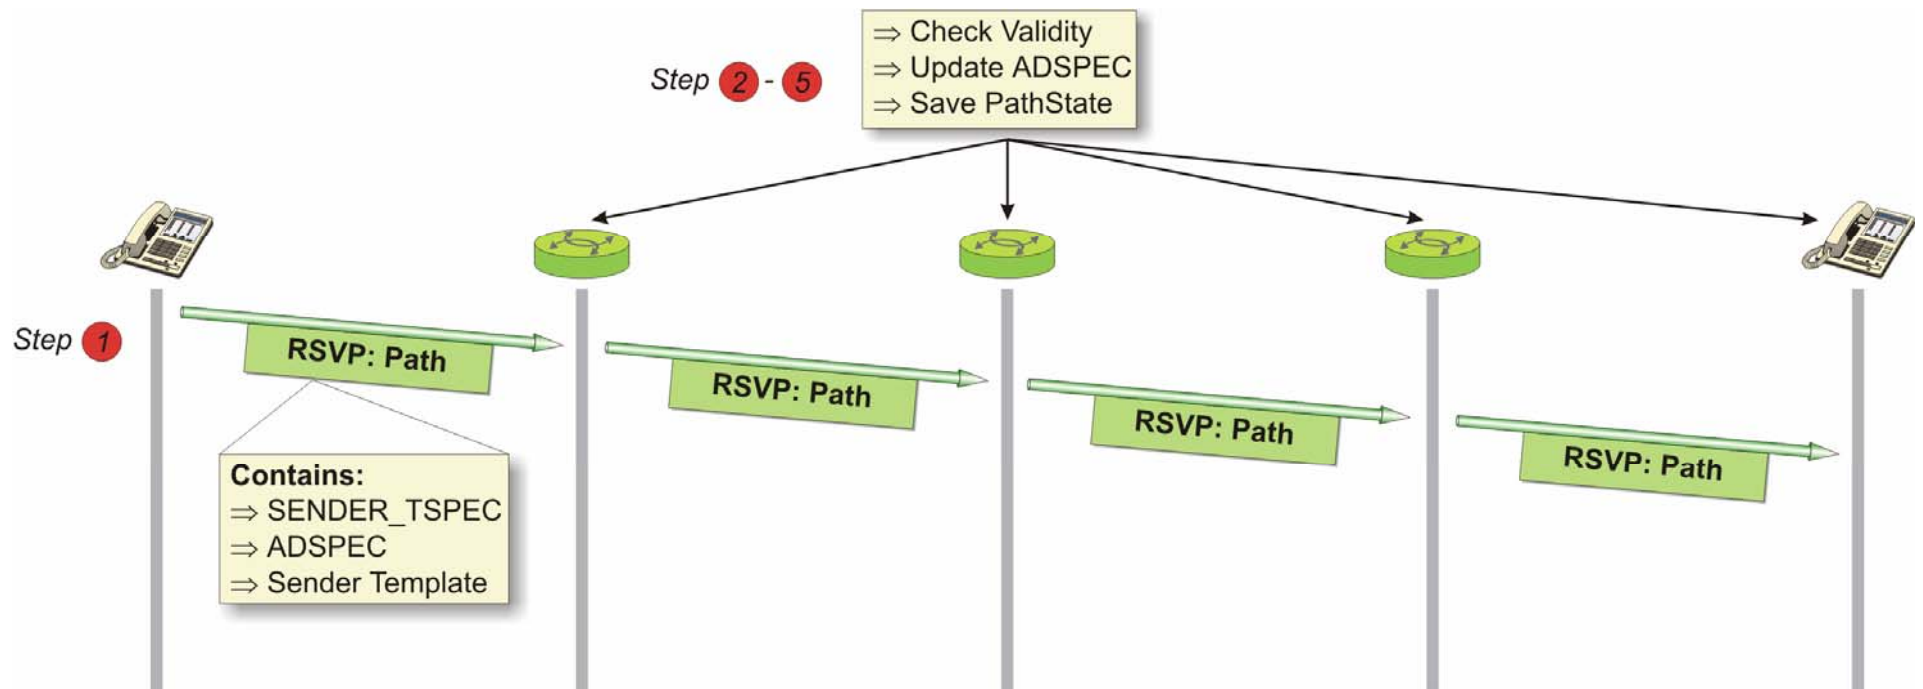 ⇒ Check Validity
⇒ Update ADSPEC
⇒ Save PathState
Step 2 - 5
Step 1
RSVP: Path
RSVP: Path
RSVP: Path
RSVP: Path
Contains:
⇒ SENDER_TSPEC
⇒ ADSPEC
⇒ Sender Template